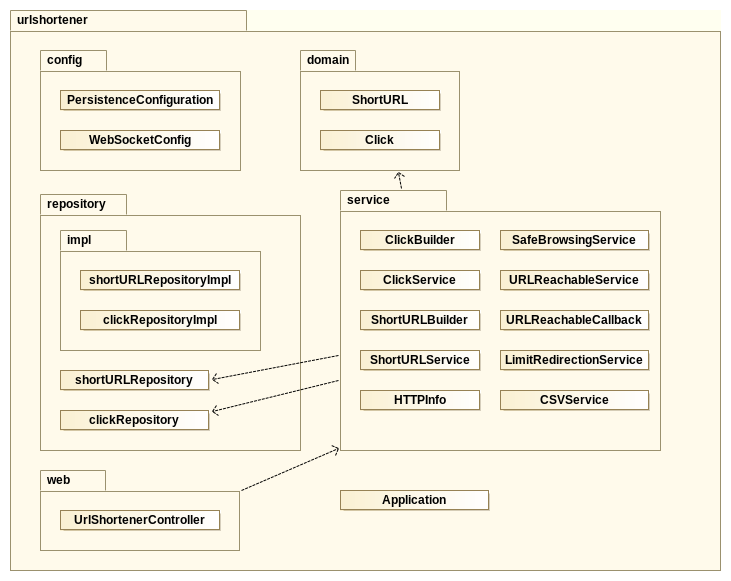 urlshortener
config
PersistenceConfiguration
WebSocketConfig
domain
ShortURL
Click
repository
impl
shortURLRepositoryImpl
clickRepositoryImpl
shortURLRepository
clickRepository
service
ClickBuilder
SafeBrowsingService
ClickService
URLReachableService
ShortURLBuilder
URLReachableCallback
ShortURLService
LimitRedirectionService
HTTPInfo
CSVService
web
UrlShortenerController
Application